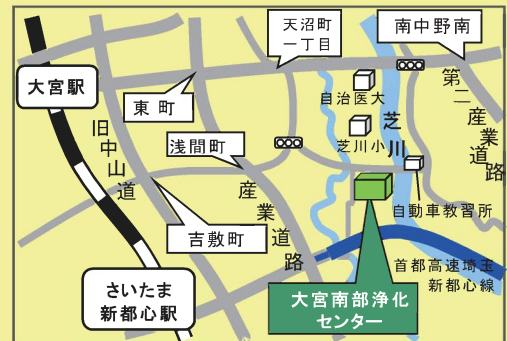 天沼町
一丁目
南中野南
大宮駅
東町
自治医大
第二産業道路
旧中山道
浅間町
芝川小
芝川
産業道路
自動車教習所
吉敷町
さいたま
新都心駅
大宮南部浄化
センター
首都高速埼玉
新都心線